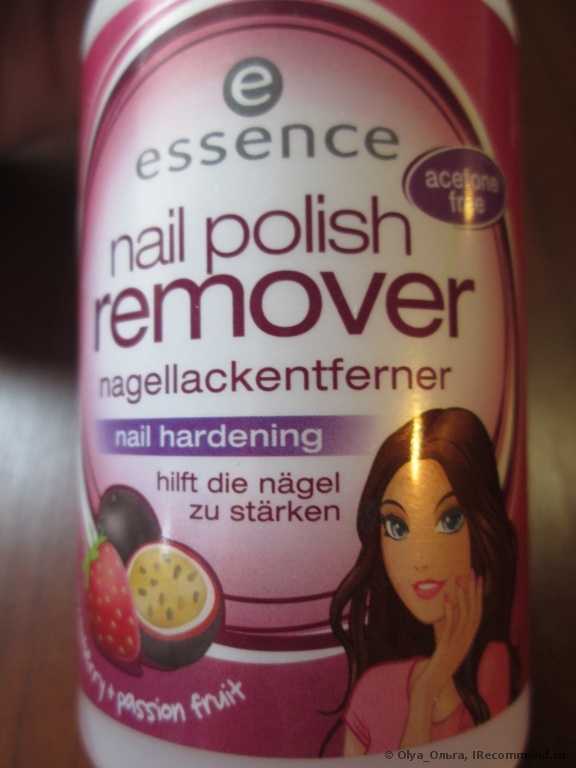 e
essence
acetone
free
nail polish
remover
nagellackentferner
nail hardening
hilft die nägel
zu stärken
+ passion fruit
© Olya_Ольга, IRecommend.ru